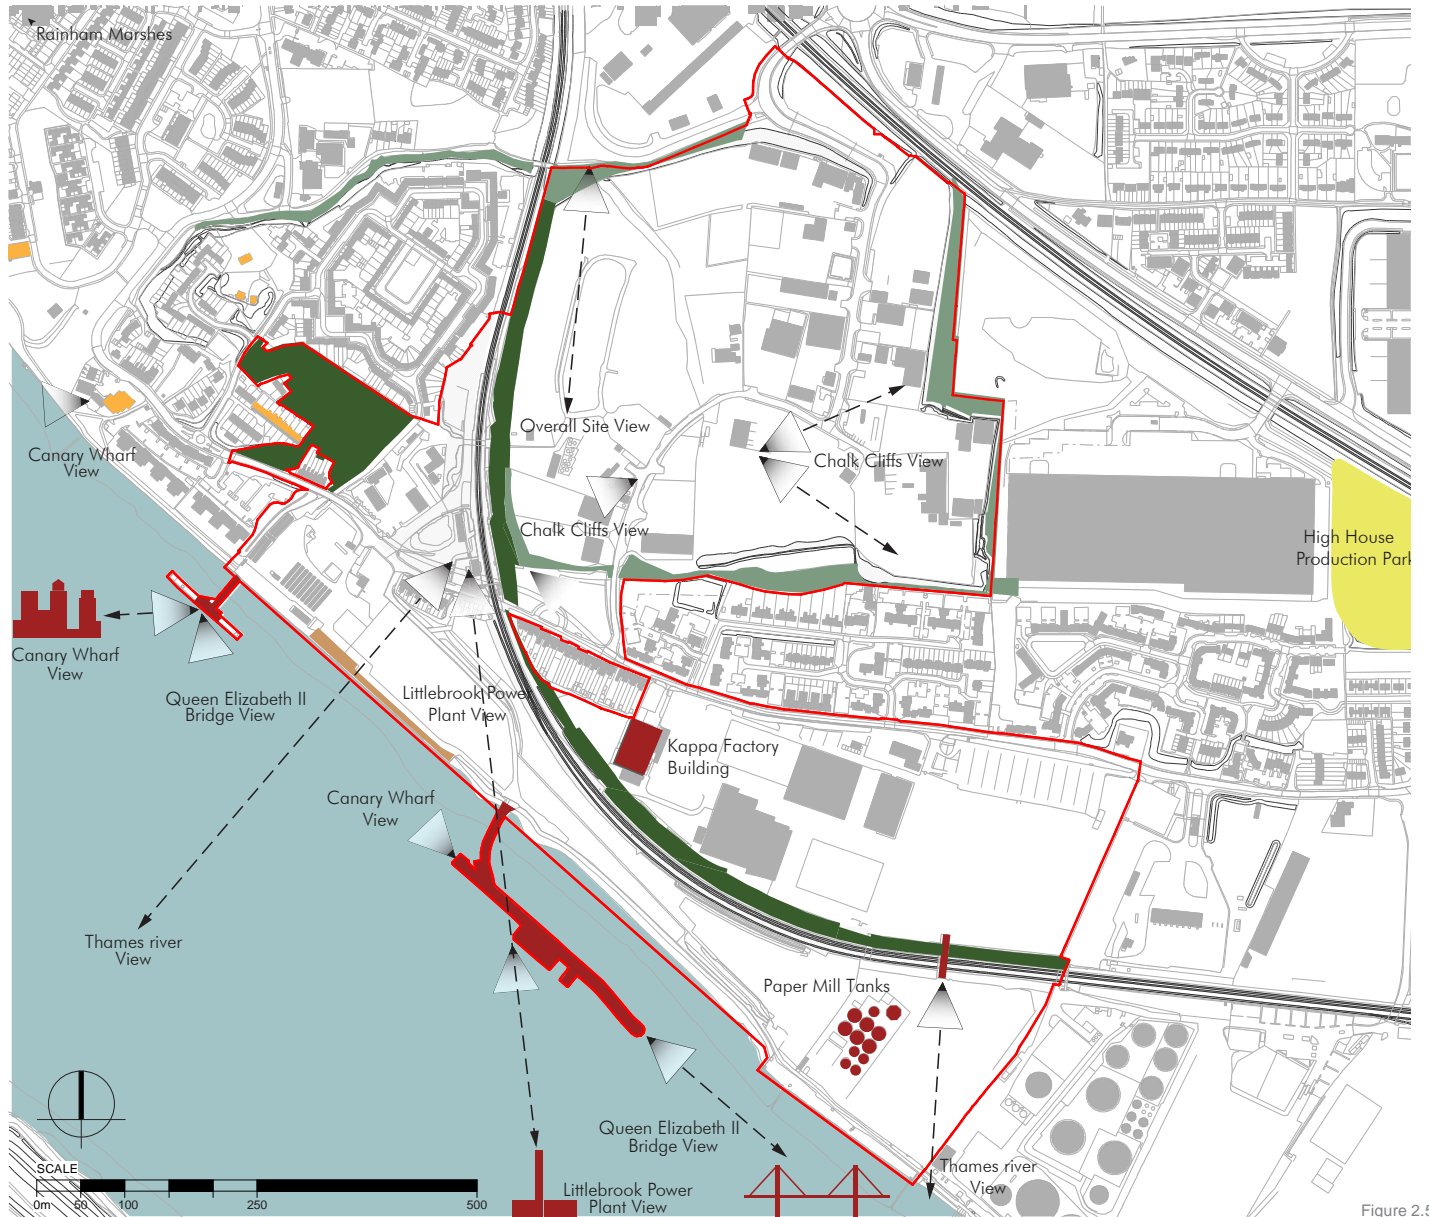 Rainham Marshes
Overall Site View
Canary Wharf
View
Chalk Cliffs View
Chalk Cliffs View
High House
Production Park
Canary Wharf
View
Queen Elizabeth II
Bridge View
Littlebrook Power
Plant View
Kappa Factory
Building
Canary Wharf
View
Thames river
View
Paper Mill Tanks
Queen Elizabeth II
Bridge View
Thames river
View
Littlebrook Power
Plant View
SCALE
0m 50 100 250 500
Figure 2.5